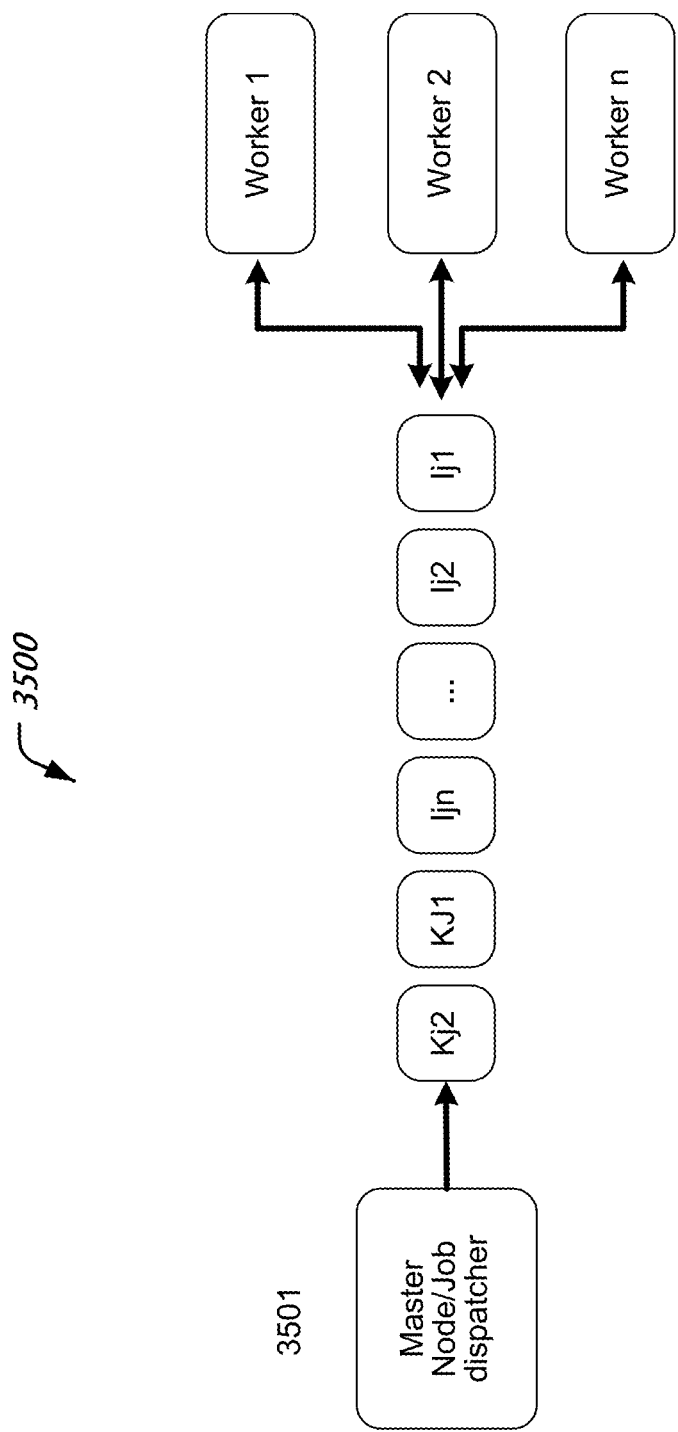 3500
3501
Master
Node/Job
dispatcher
Kj2
KJ1
Ijn
...
Ij2
Ij1
Worker 1
Worker 2
Worker n